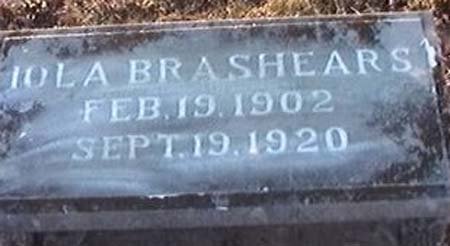 IOLA BRASHEARS
FEB. 19. 1902
SEPT. 19. 1920